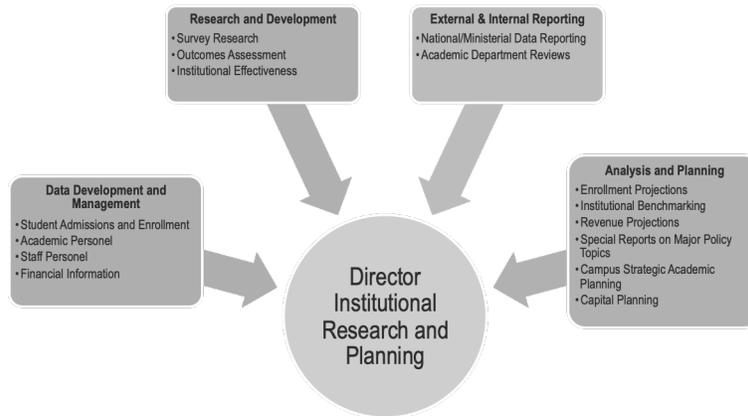 Research and Development
• Survey Research
• Outcomes Assessment
• Institutional Effectiveness
External & Internal Reporting
• National/Ministerial Data Reporting
• Academic Department Reviews
Data Development and
Management
• Student Admissions and Enrollment
• Academic Personel
• Staff Personel
• Financial Information
Analysis and Planning
• Enrollment Projections
• Institutional Benchmarking
• Revenue Projections
• Special Reports on Major Policy
Topics
• Campus Strategic Academic
Planning
• Capital Planning
Director
Institutional
Research and
Planning